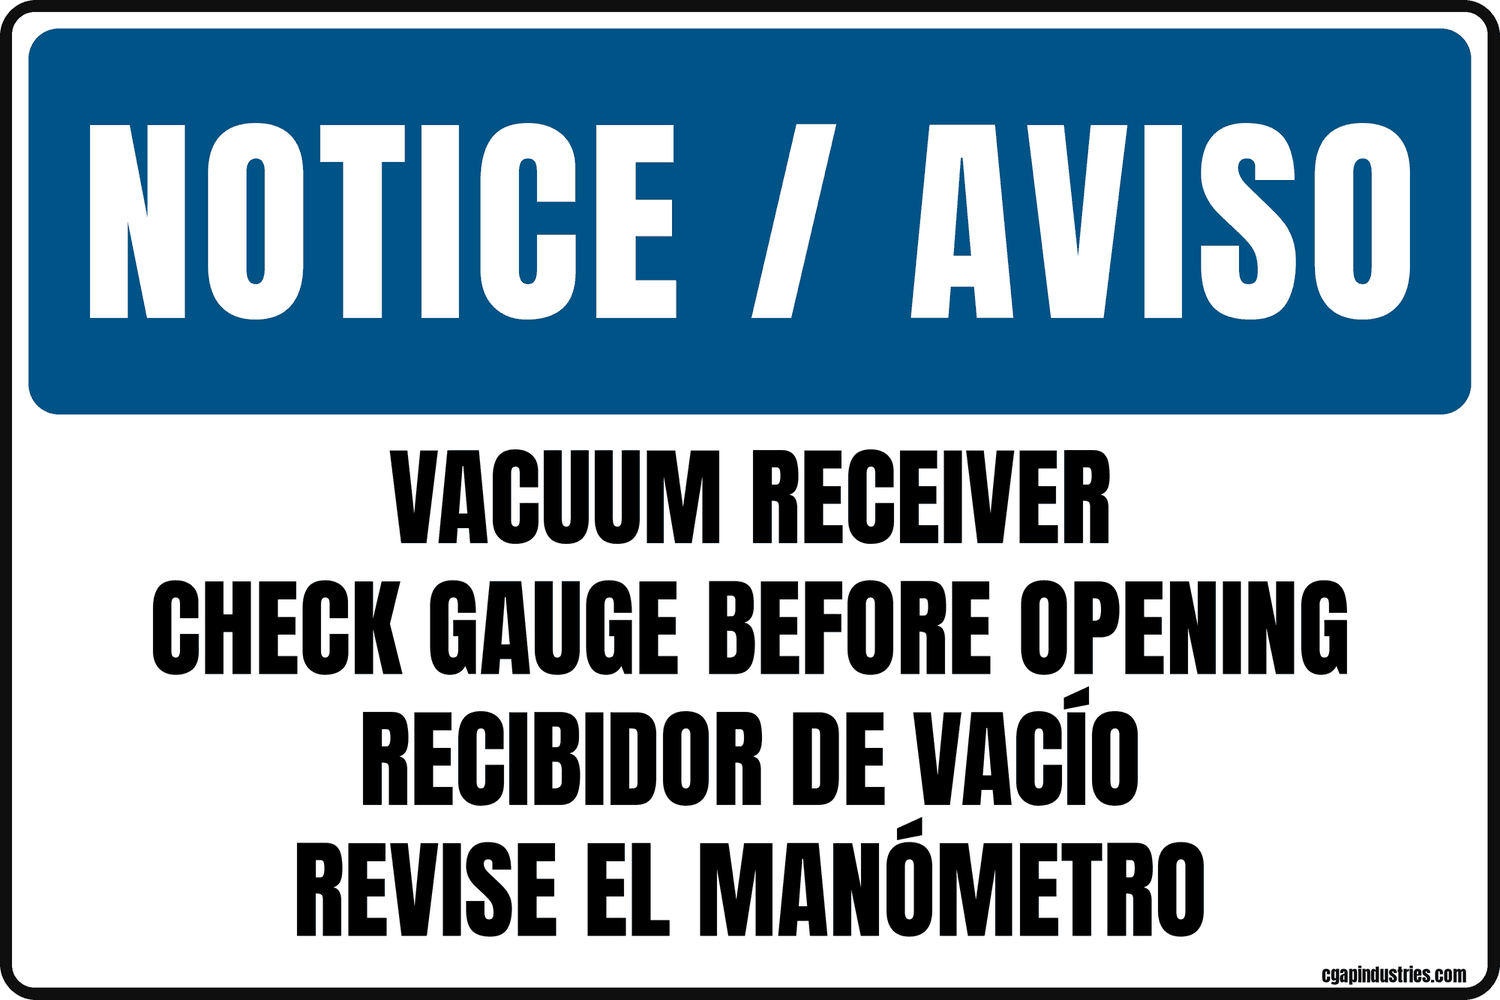 NOTICE / AVISO
VACUUM RECEIVER
CHECK GAUGE BEFORE OPENING
RECIBIDOR DE VACÍO
REVISE EL MANÓMETRO
cgapindustries.com